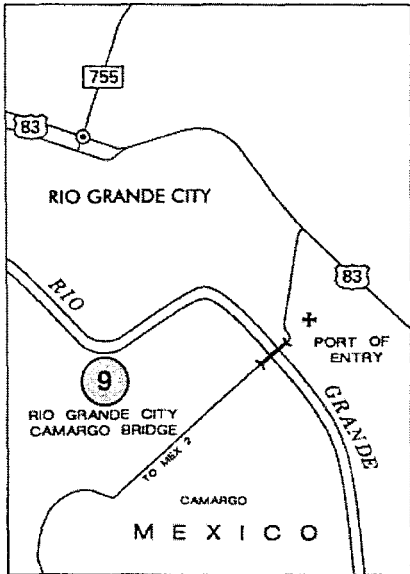 755
83
RIO GRANDE CITY
RIO
83
PORT OF
ENTRY
9
RIO GRANDE CITY
CAMARGO BRIDGE
GRANDE
TO MEX 2
CAMARGO
MEXICO